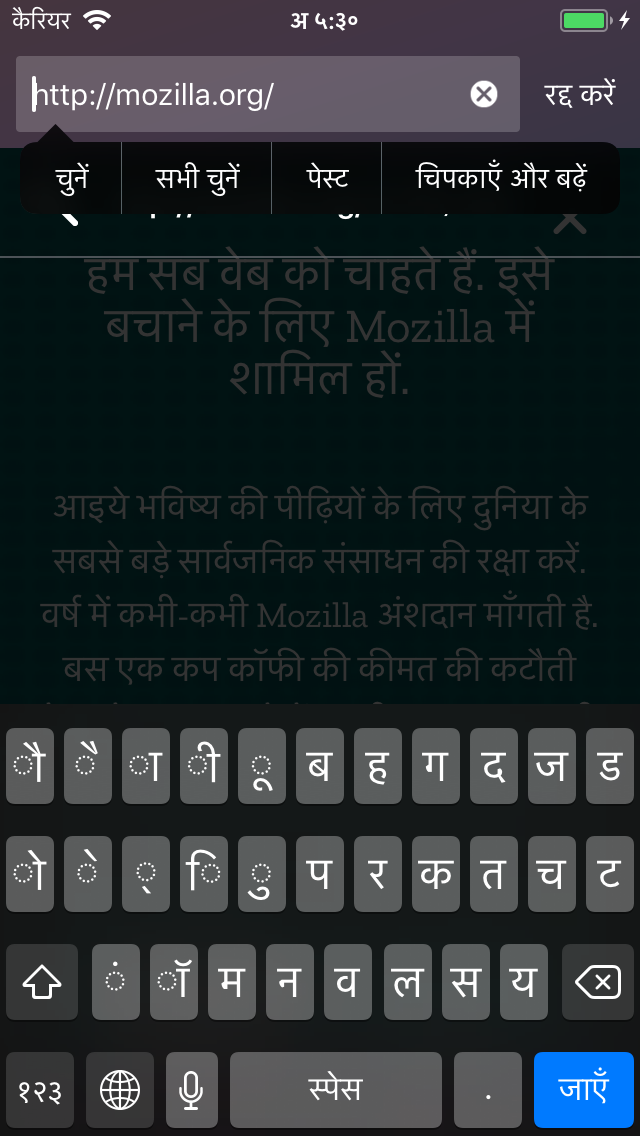 कैरियर अ ५:३०
http://mozilla.org/ रद्द करें
चुनें सभी चुनें पेस्ट चिपकाएँ और बढ़ें
हम सब वेब को चाहते हैं. इसे
बचाने के लिए Mozilla में
शामिल हों.
आइये भविष्य की पीढ़ियों के लिए दुनिया के
सबसे बड़े सार्वजनिक संसाधन की रक्षा करें.
वर्ष में कभी-कभी Mozilla अंशदान माँगती है.
बस एक कप कॉफी की कीमत की कटौती
ौ ै ा ी ू ब ह ग द ज ड
ो े ् ि ु प र क त च ट
ं ॉ म न व ल स य
१२३ स्पेस . जाएँ